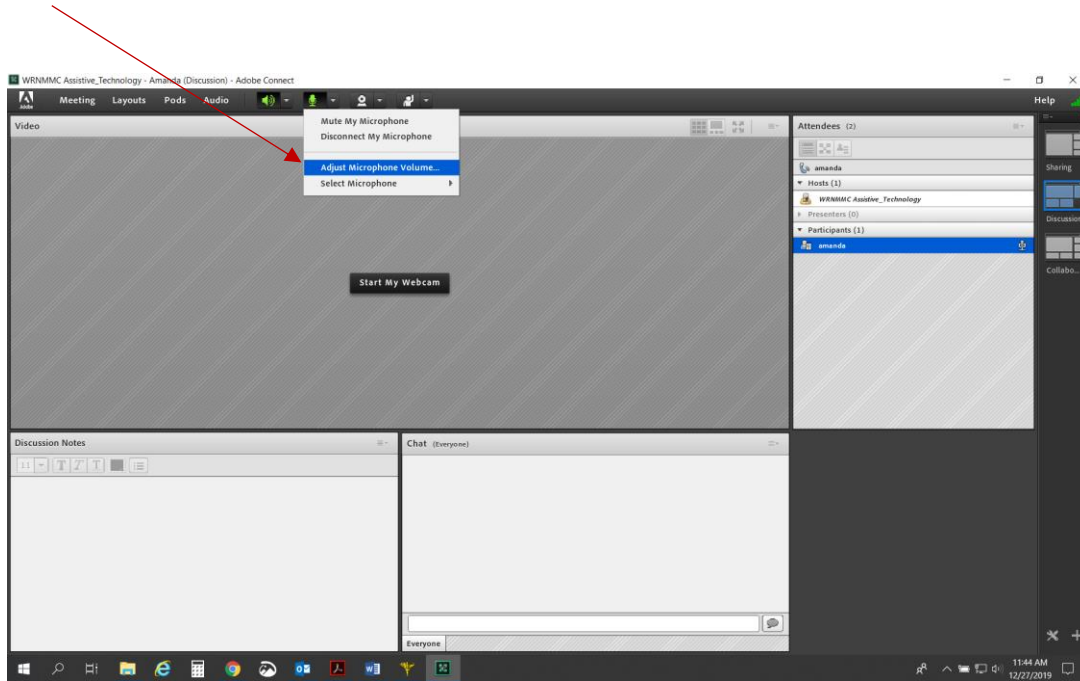 WRNMMC Assistive_Technology - Amanda (Discussion) - Adobe Connect
Adobe Meeting Layouts Pods Audio Help
Mute My Microphone
Disconnect My Microphone
Adjust Microphone Volume...
Select Microphone
Video
Start My Webcam
Attendees (2)
amanda
Hosts (1)
WRNMMC Assistive_Technology
Presenters (0)
Participants (1)
amanda
Sharing
Discussion
Collabo...
Discussion Notes
11 T T T
Chat (Everyone)
Everyone
11:44 AM
12/27/2019